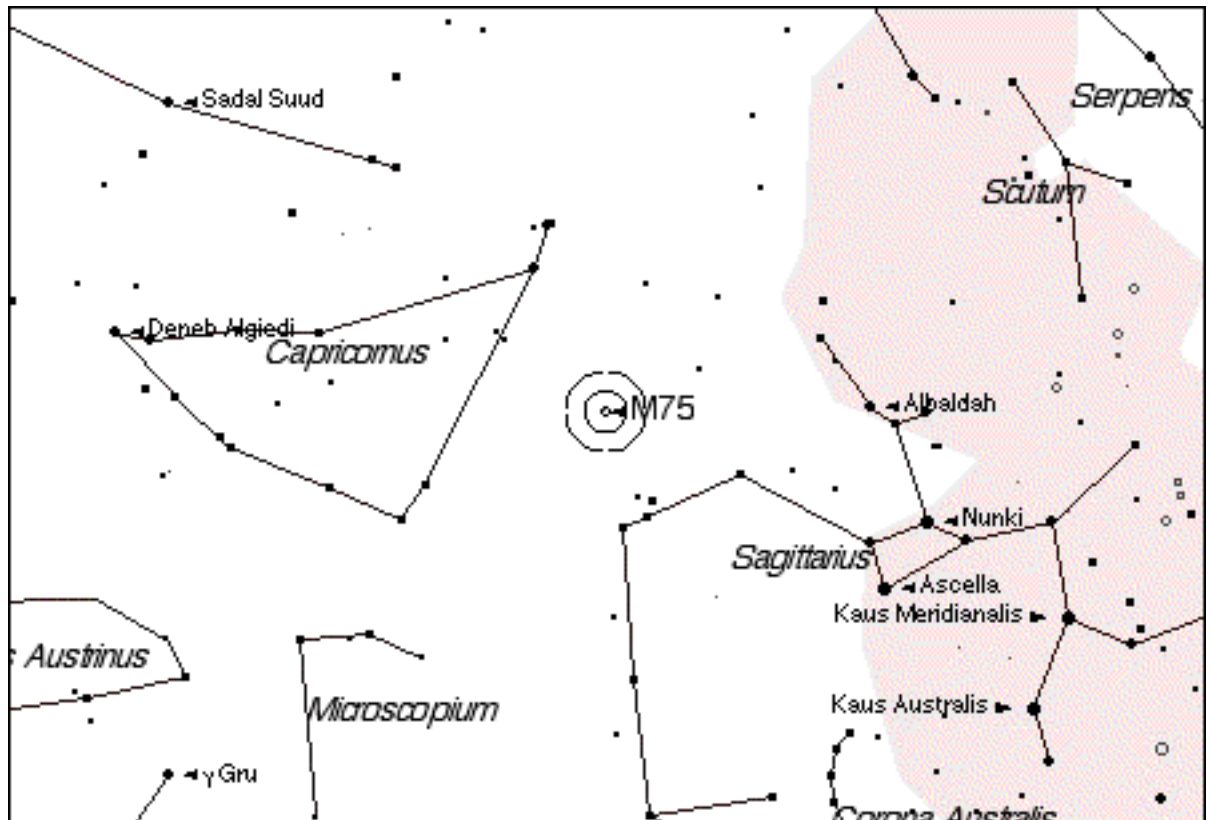 Sadal Suud
Serpens
Scutum
Deneb Algiedi
Capricornus
M75
Albaldah
Nunki
Sagittarius
Ascella
Kaus Meridianalis
s Austrinus
Microscopium
Kaus Australis
γ Gru
Corona Australis